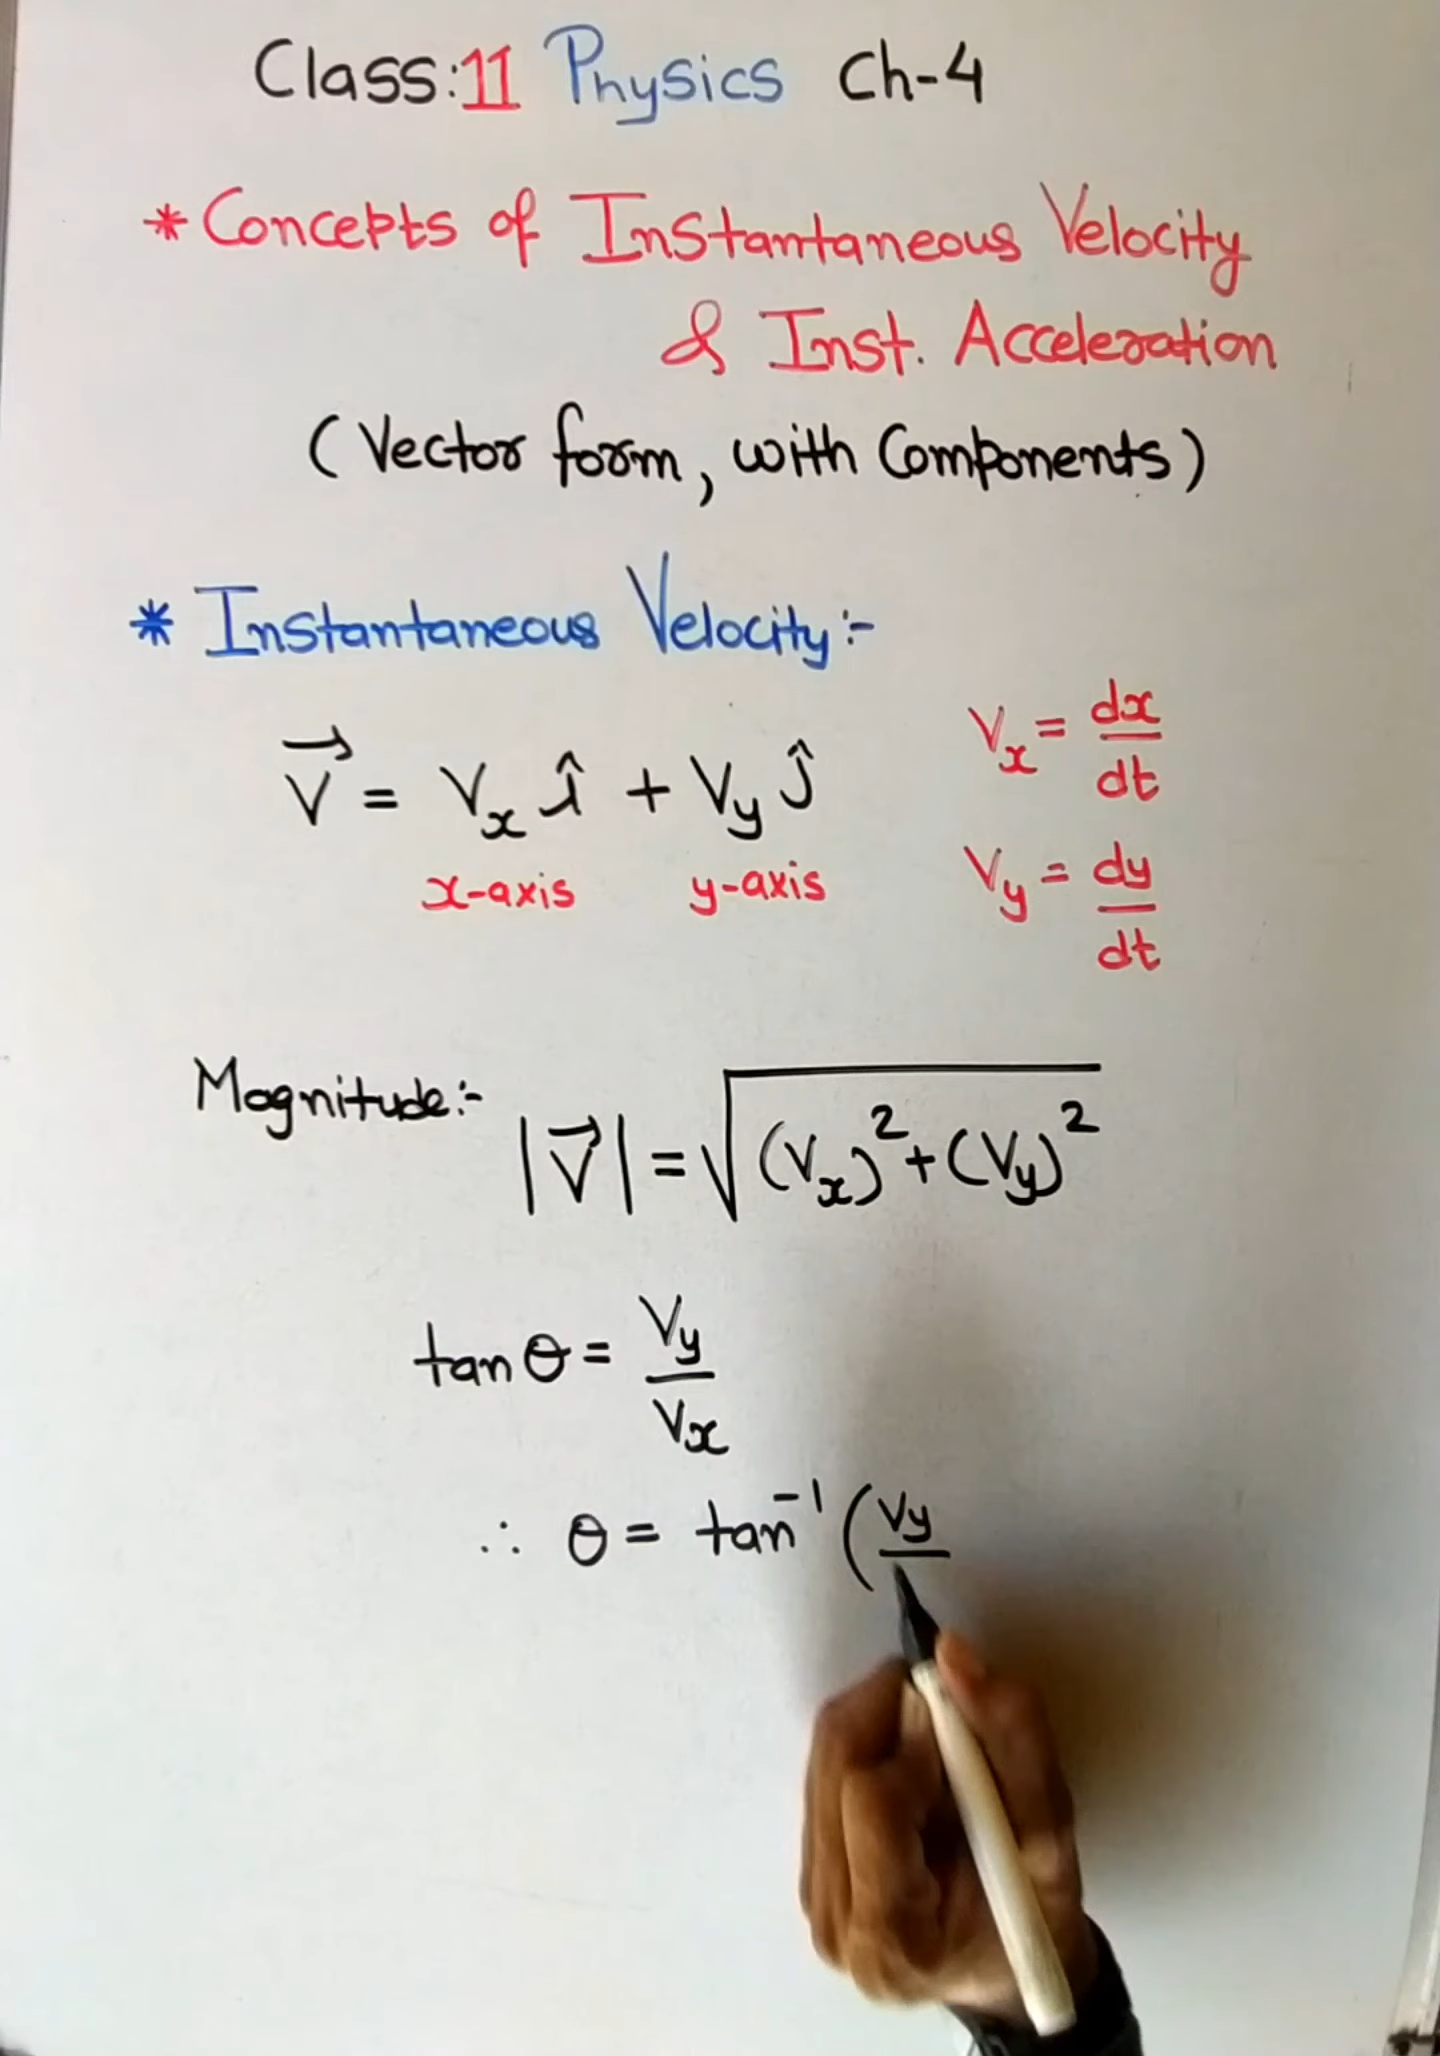 Class:11 Physics Ch-4
* Concepts of Instantaneous Velocity
& Inst. Acceleration
(Vector form, with Components)
* Instantaneous Velocity:-
V⃗ = Vₓ î + Vy ĵ
x-axis y-axis
Vₓ = dx/dt
Vy = dy/dt
Magnitude:-
|V⃗| = √(Vₓ)² + (Vy)²
tan θ = Vy/Vx
∴ θ = tan⁻¹ (Vy/